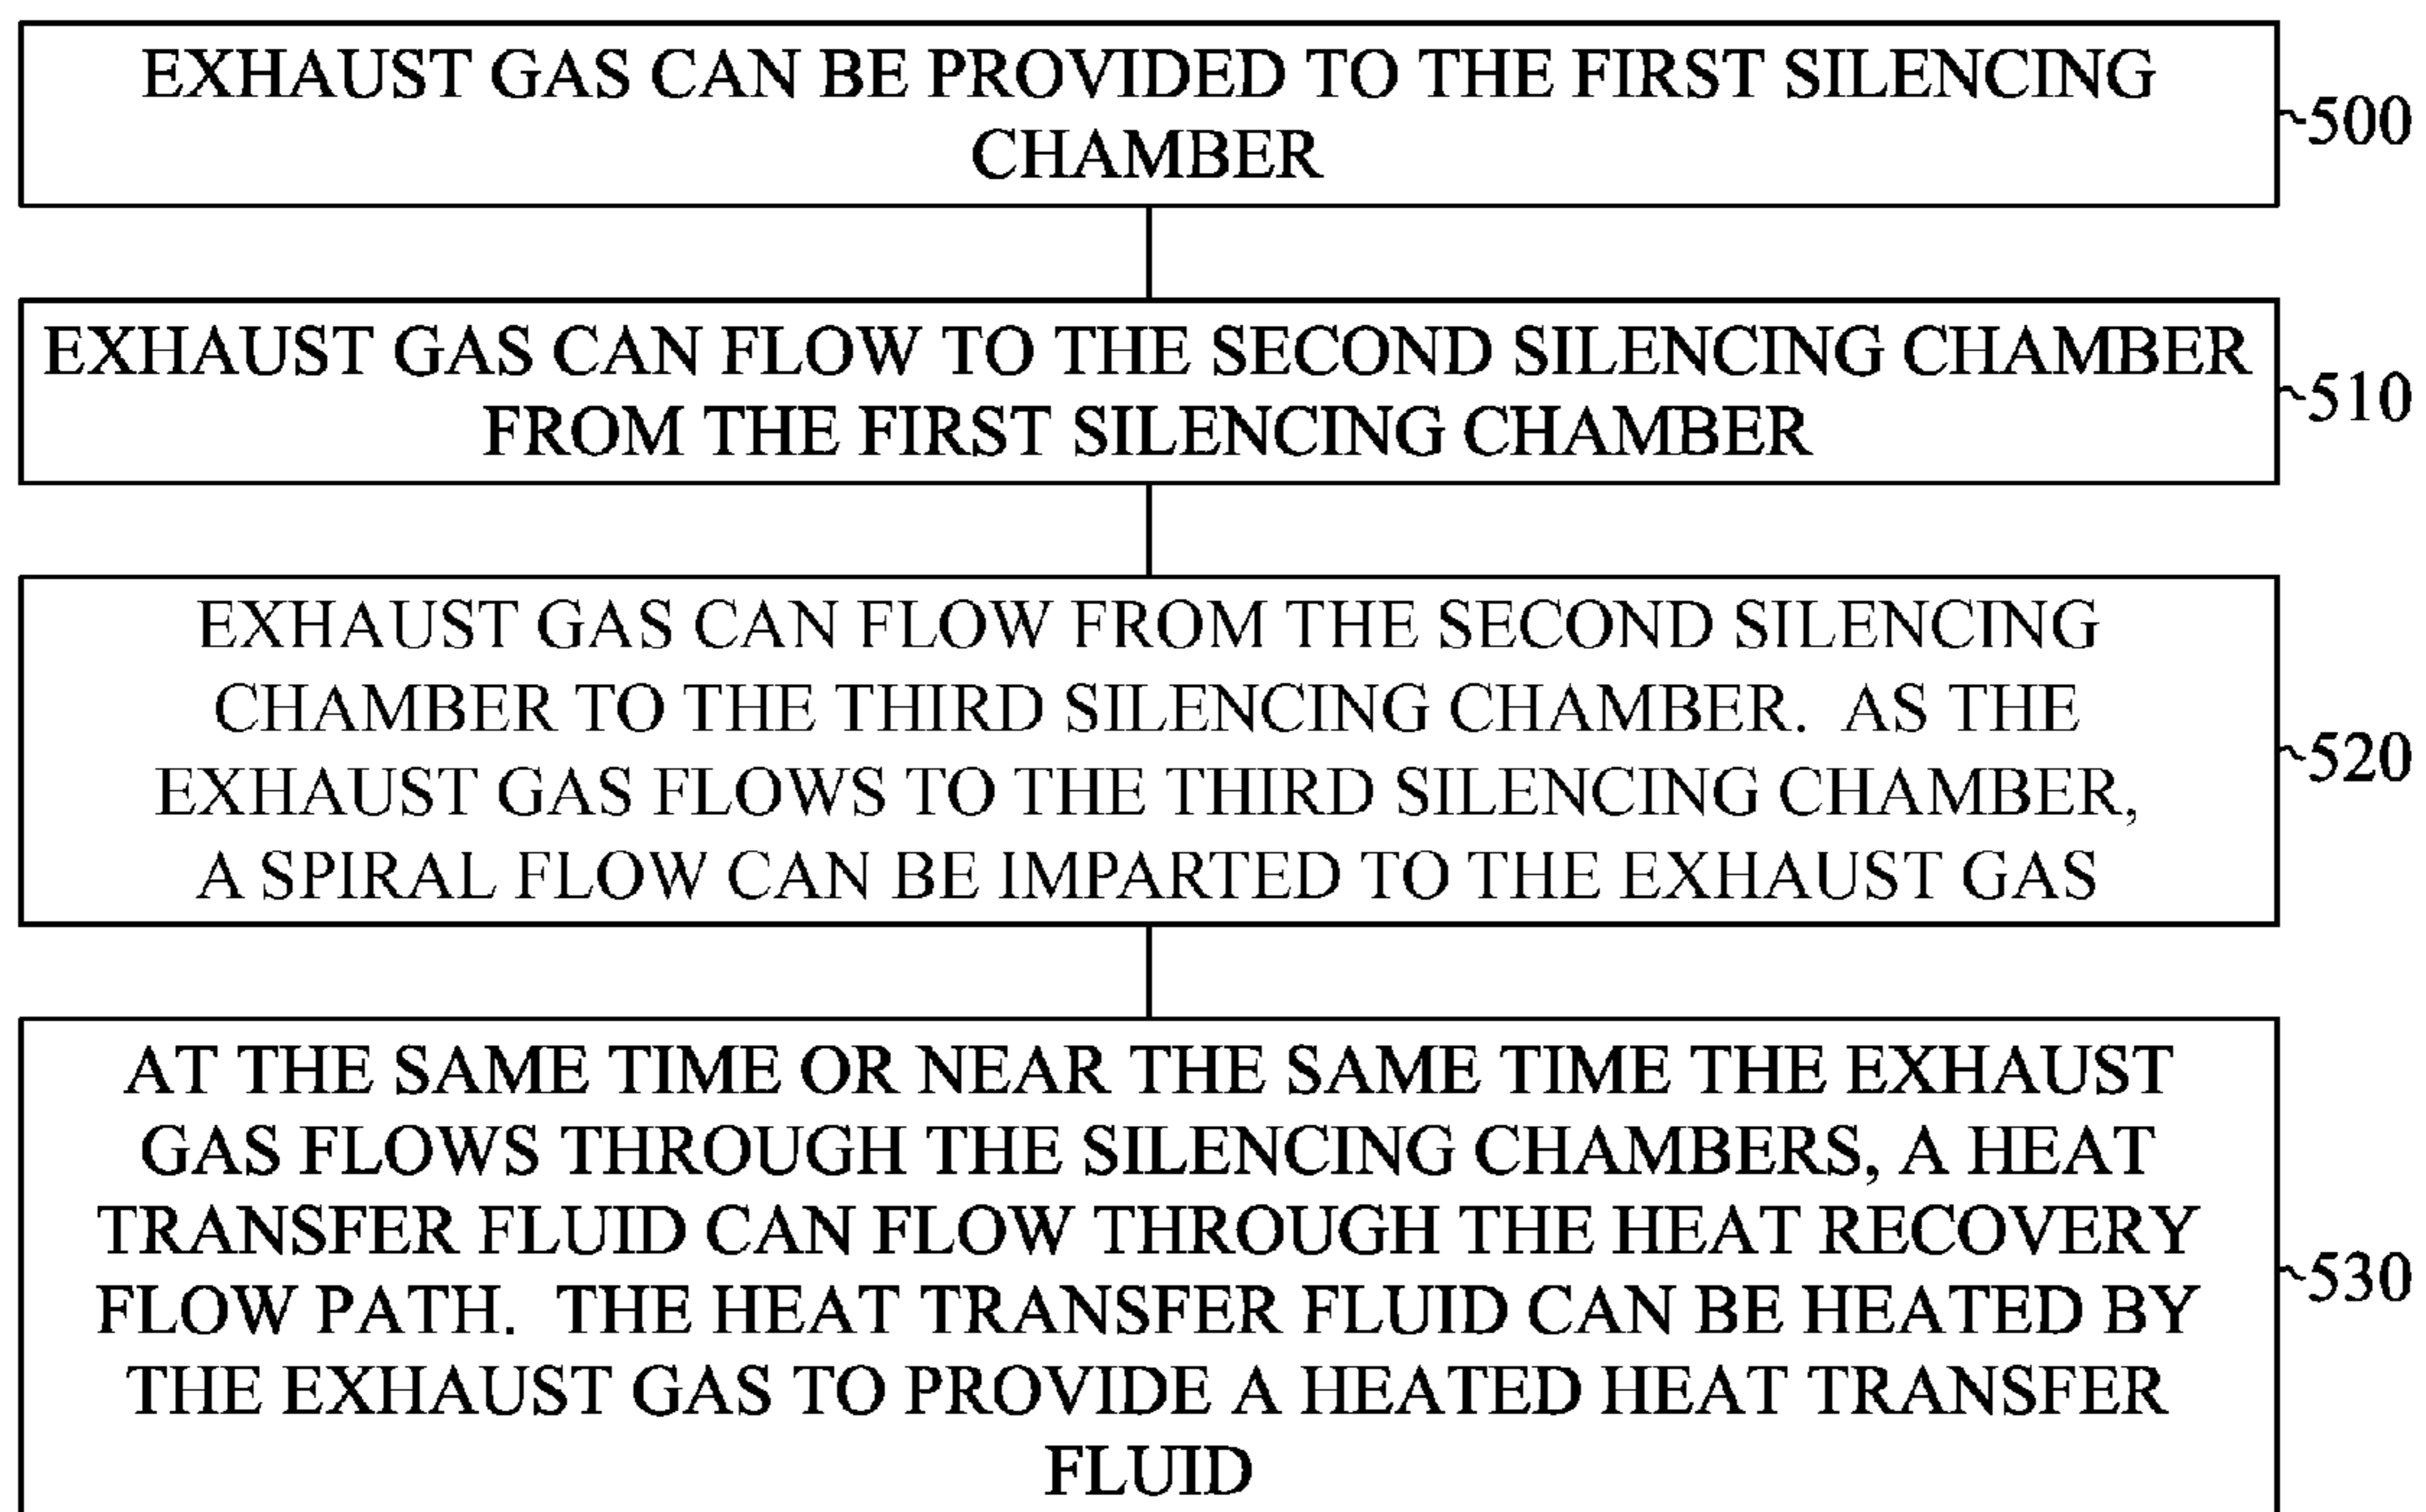 EXHAUST GAS CAN BE PROVIDED TO THE FIRST SILENCING
CHAMBER
500
EXHAUST GAS CAN FLOW TO THE SECOND SILENCING CHAMBER
FROM THE FIRST SILENCING CHAMBER
510
EXHAUST GAS CAN FLOW FROM THE SECOND SILENCING
CHAMBER TO THE THIRD SILENCING CHAMBER. AS THE
EXHAUST GAS FLOWS TO THE THIRD SILENCING CHAMBER,
A SPIRAL FLOW CAN BE IMPARTED TO THE EXHAUST GAS
520
AT THE SAME TIME OR NEAR THE SAME TIME THE EXHAUST
GAS FLOWS THROUGH THE SILENCING CHAMBERS, A HEAT
TRANSFER FLUID CAN FLOW THROUGH THE HEAT RECOVERY
FLOW PATH. THE HEAT TRANSFER FLUID CAN BE HEATED BY
THE EXHAUST GAS TO PROVIDE A HEATED HEAT TRANSFER
FLUID
530